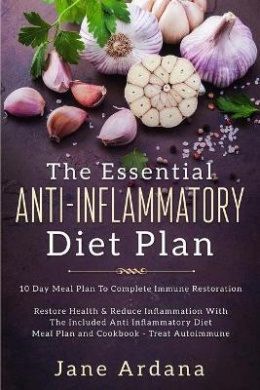 The Essential
ANTI-INFLAMMATORY
Diet Plan
10 Day Meal Plan To Complete Immune Restoration
Restore Health & Reduce Inflammation With
The Included Anti Inflammatory Diet
Meal Plan and Cookbook - Treat Autoimmune
Jane Ardana